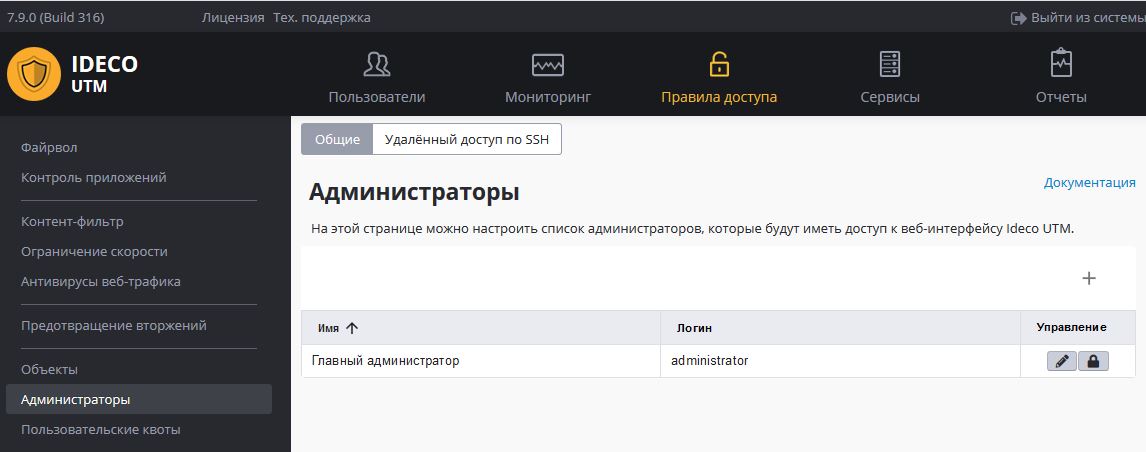 7.9.0 (Build 316)
Лицензия Тех. поддержка
Выйти из системы
IDECO
UTM
Пользователи
Мониторинг
Правила доступа
Сервисы
Отчеты
Файрвол
Контроль приложений
Контент-фильтр
Ограничение скорости
Антивирусы веб-трафика
Предотвращение вторжений
Объекты
Администраторы
Пользовательские квоты
Общие
Удалённый доступ по SSH
Администраторы
Документация
На этой странице можно настроить список администраторов, которые будут иметь доступ к веб-интерфейсу Ideco UTM.
Имя
Логин
Управление
Главный администратор
administrator